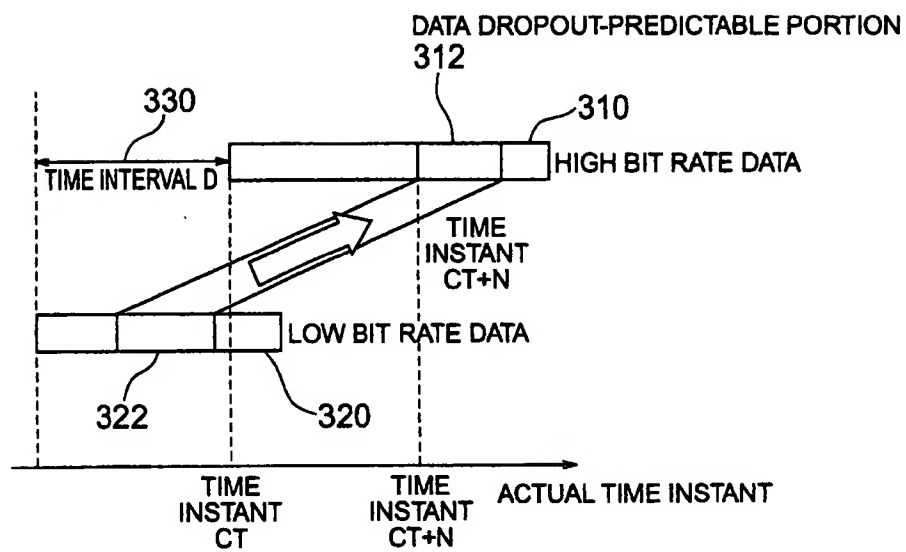 DATA DROPOUT-PREDICTABLE PORTION
312
310
330
HIGH BIT RATE DATA
TIME INTERVAL D
TIME
INSTANT
CT+N
LOW BIT RATE DATA
322
320
TIME
INSTANT
CT
TIME
INSTANT
CT+N
ACTUAL TIME INSTANT